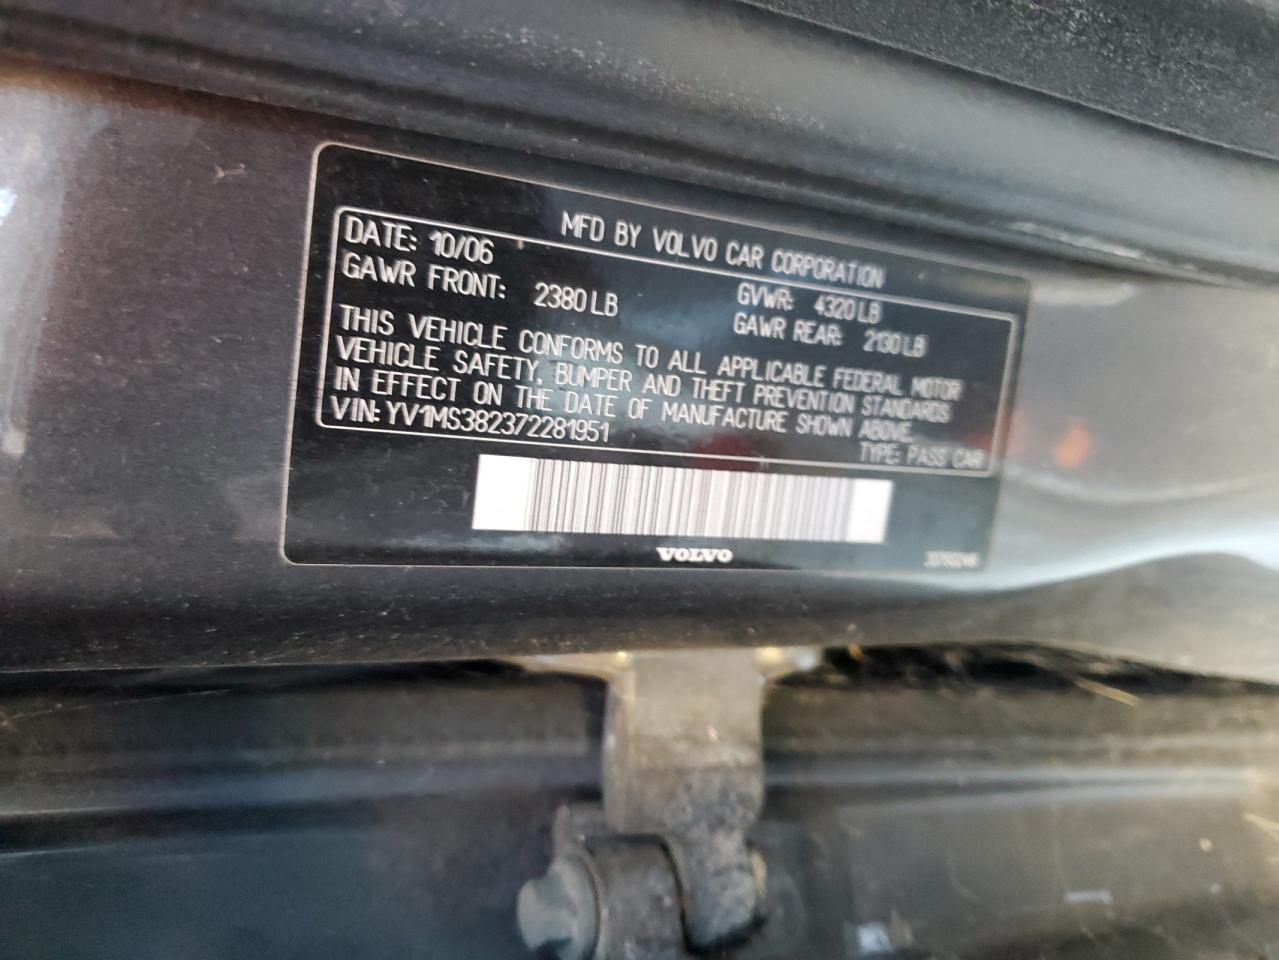 MFD BY VOLVO CAR CORPORATION
DATE: 10/06
GVWR: 4320 LB
GAWR FRONT: 2380 LB
GAWR REAR: 2130 LB
THIS VEHICLE CONFORMS TO ALL APPLICABLE FEDERAL MOTOR
VEHICLE SAFETY, BUMPER AND THEFT PREVENTION STANDARDS
IN EFFECT ON THE DATE OF MANUFACTURE SHOWN ABOVE.
VIN: YV1MS382372281951
TYPE: PASS CAR
VOLVO